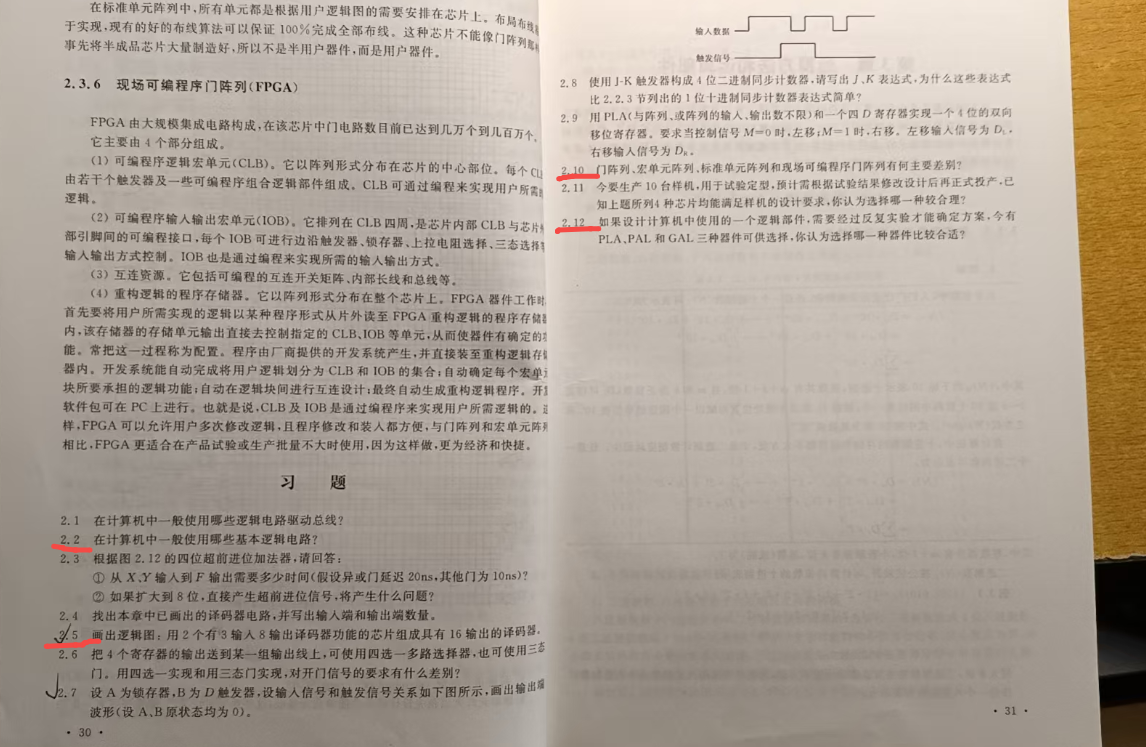 在标准单元阵列中,所有单元都是根据用户逻辑图的需要安排在芯片上。布局布线
于实现,现有的好的布线算法可以保证100%完成全部布线。这种芯片不能像门阵列那
事先将半成品芯片大量制造好,所以不是半用户器件,而是用户器件。
2.3.6 现场可编程序门阵列(FPGA)
FPGA由大规模集成电路构成,在该芯片中门电路数目前已达到几万个到几百万个。
它主要由4个部分组成。
(1) 可编程序逻辑宏单元(CLB)。它以阵列形式分布在芯片的中心部位。每个CL
由若干个触发器及一些可编程序组合逻辑部件组成。CLB可通过编程来实现用户所需
逻辑。
(2) 可编程序输入输出宏单元(IOB)。它排列在CLB四周,是芯片内部CLB与芯片
部引脚间的可编程接口,每个IOB可进行边沿触发器、锁存器、上拉电阻选择、三态选择
输入输出方式控制。IOB也是通过编程来实现所需的输入输出方式。
(3) 互连资源。它包括可编程的互连开关矩阵、内部长线和总线等。
(4) 重构逻辑的程序存储器。它以阵列形式分布在整个芯片上。FPGA器件工作时
首先要将用户所需实现的逻辑以某种程序形式从片外读至FPGA重构逻辑的程序存储
内,该存储器的存储单元输出直接去控制指定的CLB、IOB等单元,从而使器件有确定的
能。常把这一过程称为配置。程序由厂商提供的开发系统产生,并直接装至重构逻辑存
器内。开发系统能自动完成将用户逻辑划分为CLB和IOB的集合;自动确定每个宏单
块所要承担的逻辑功能;自动在逻辑块间进行互连设计;最终自动生成重构逻辑程序。开
软件包可在PC上进行。也就是说,CLB及IOB是通过编程来实现用户所需逻辑的。
样,FPGA可以允许用户多次修改逻辑,且程序修改和装入都方便,与门阵列和宏单元阵
相比,FPGA更适合在产品试验或生产批量不大时使用,因为这样做,更为经济和快捷。
习 题
2.1 在计算机中一般使用哪些逻辑电路驱动总线?
2.2 在计算机中一般使用哪些基本逻辑电路?
2.3 根据图2.12的四位超前进位加法器,请回答:
① 从X,Y输入到F输出需要多少时间(假设异或门延迟20ns,其他门为10ns)?
② 如果扩大到8位,直接产生超前进位信号,将产生什么问题?
2.4 找出本章中已画出的译码器电路,并写出输入端和输出端数量。
2.5 画出逻辑图:用2个有3输入8输出译码器功能的芯片组成具有16输出的译码器。
2.6 把4个寄存器的输出送到某一组输出线上,可使用四选一多路选择器,也可使用三态
门。用四选一实现和用三态门实现,对开门信号的要求有什么差别?
2.7 设A为锁存器,B为D触发器,设输入信号和触发信号关系如下图所示,画出输出端
波形(设A、B原状态均为0)。
• 30 •
输入数据
触发信号
2.8 使用J-K触发器构成4位二进制同步计数器,请写出J、K表达式,为什么这些表达式
比2.2.3节列出的1位十进制同步计数器表达式简单?
2.9 用PLA(与阵列、或阵列的输入、输出数不限)和一个四D寄存器实现一个4位的双向
移位寄存器。要求当控制信号M=0时,左移;M=1时,右移。左移输入信号为D_L,
右移输入信号为D_R。
2.10 门阵列、宏单元阵列、标准单元阵列和现场可编程序门阵列有何主要差别?
2.11 今要生产10台样机,用于试验定型,预计需根据试验结果修改设计后再正式投产,已
知上题所列4种芯片均能满足样机的设计要求,你认为选择哪一种较合理?
2.12 如果设计计算机中使用的一个逻辑部件,需要经过反复实验才能确定方案,今有
PLA、PAL和GAL三种器件可供选择,你认为选择哪一种器件比较合适?
• 31 •